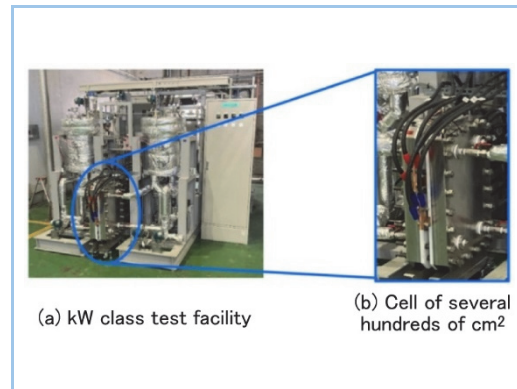 (a) kW class test facility
(b) Cell of several
hundreds of cm²